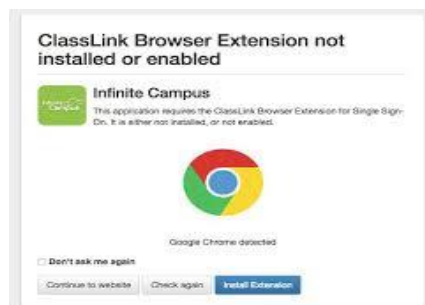 ClassLink Browser Extension not
installed or enabled
Infinite Campus
This application requires the ClassLink Browser Extension for Single Sign-
On. It is either not installed, or not enabled.
Google Chrome detected
Don't ask me again
Continue to website Check again Install Extension